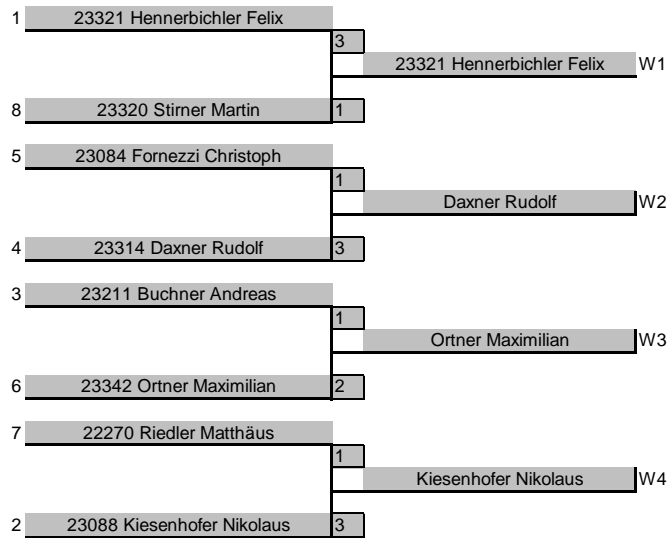 1 23321 Hennerbichler Felix
3
23321 Hennerbichler Felix W1
8 23320 Stirner Martin 1
5 23084 Fornezzi Christoph
1
Daxner Rudolf W2
4 23314 Daxner Rudolf 3
3 23211 Buchner Andreas
1
Ortner Maximilian W3
6 23342 Ortner Maximilian 2
7 22270 Riedler Matthäus
1
Kiesenhofer Nikolaus W4
2 23088 Kiesenhofer Nikolaus 3